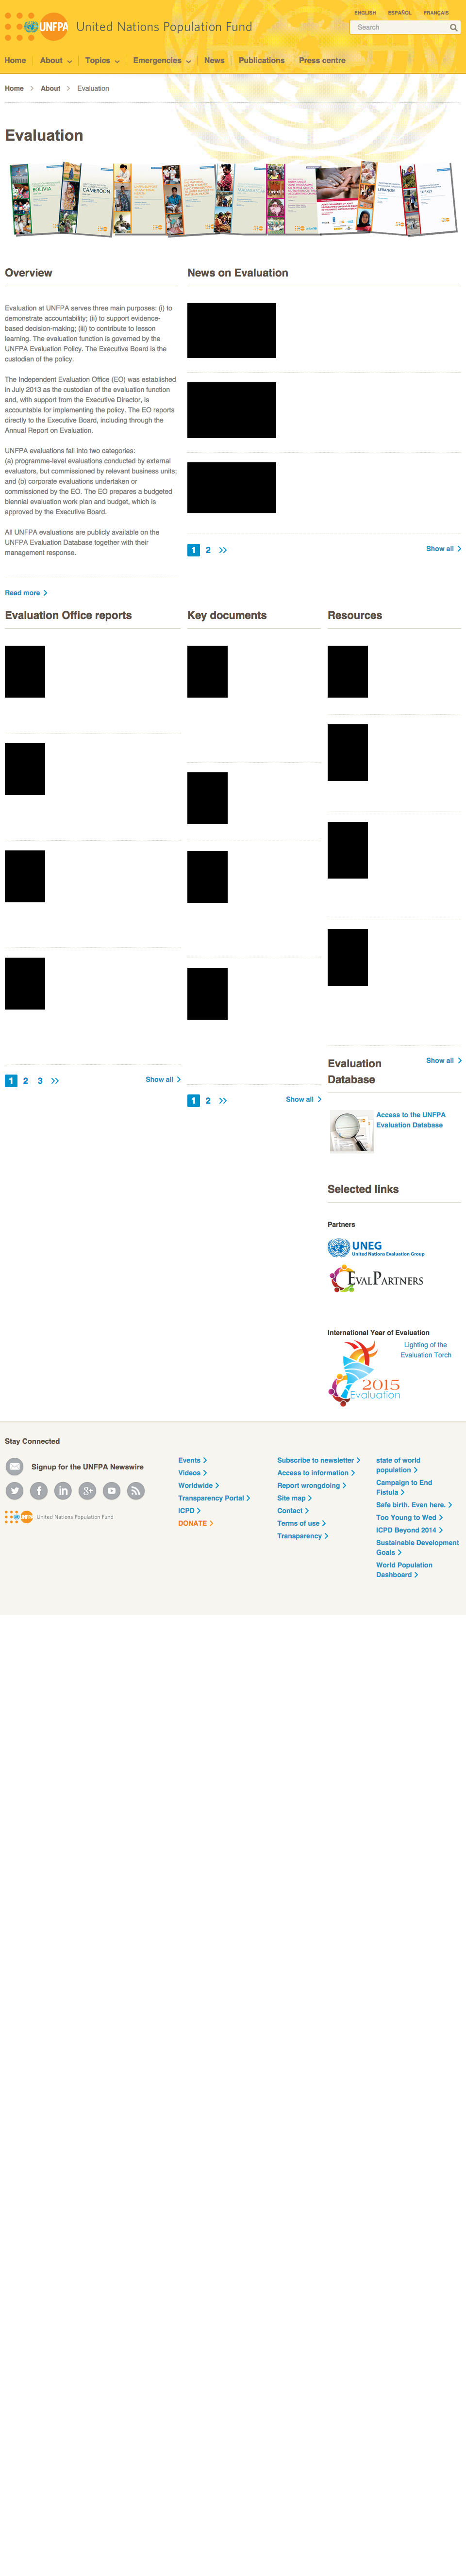 ENGLISH ESPAÑOL FRANÇAIS
UNFPA United Nations Population Fund
Search
Home About Topics Emergencies News Publications Press centre
Home About Evaluation
Evaluation
BOLIVIA
CAMEROON
LEBANON
TURKEY
Overview
Evaluation at UNFPA serves three main purposes: (i) to
demonstrate accountability; (ii) to support evidence-
based decision-making; (iii) to contribute to lesson
learning. The evaluation function is governed by the
UNFPA Evaluation Policy. The Executive Board is the
custodian of the policy.
The Independent Evaluation Office (EO) was established
in July 2013 as the custodian of the evaluation function
and, with support from the Executive Director, is
accountable for implementing the policy. The EO reports
directly to the Executive Board, including through the
Annual Report on Evaluation.
UNFPA evaluations fall into two categories:
(a) programme-level evaluations conducted by external
evaluators, but commissioned by relevant business units;
and (b) corporate evaluations undertaken or
commissioned by the EO. The EO prepares a budgeted
biennial evaluation work plan and budget, which is
approved by the Executive Board.
All UNFPA evaluations are publicly available on the
UNFPA Evaluation Database together with their
management response.
Read more
News on Evaluation
1 2 Show all
Evaluation Office reports
1 2 3 Show all
Key documents
1 2 Show all
Resources
Show all
Evaluation
Database
Access to the UNFPA
Evaluation Database
Selected links
Partners
UNEG
United Nations Evaluation Group
EVALPARTNERS
International Year of Evaluation
Lighting of the
Evaluation Torch
2015
Evaluation
Stay Connected
Signup for the UNFPA Newswire
UNFPA United Nations Population Fund
Events
Videos
Worldwide
Transparency Portal
ICPD
DONATE
Subscribe to newsletter
Access to information
Report wrongdoing
Site map
Contact
Terms of use
Transparency
state of world
population
Campaign to End
Fistula
Safe birth. Even here.
Too Young to Wed
ICPD Beyond 2014
Sustainable Development
Goals
World Population
Dashboard